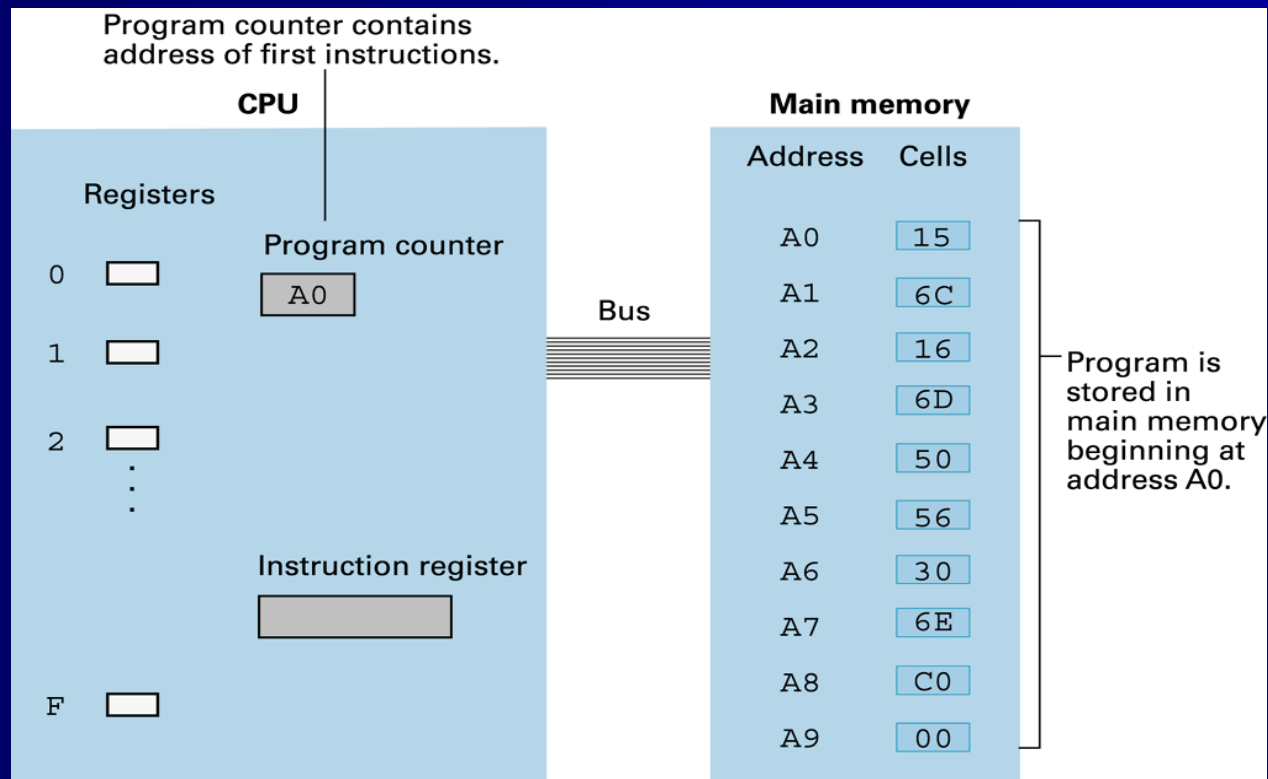 Program counter contains
address of first instructions.
CPU
Registers
0
1
2
F
Program counter
A0
Instruction register
Bus
Main memory
Address Cells
A0 15
A1 6C
A2 16
A3 6D
A4 50
A5 56
A6 30
A7 6E
A8 C0
A9 00
Program is
stored in
main memory
beginning at
address A0.